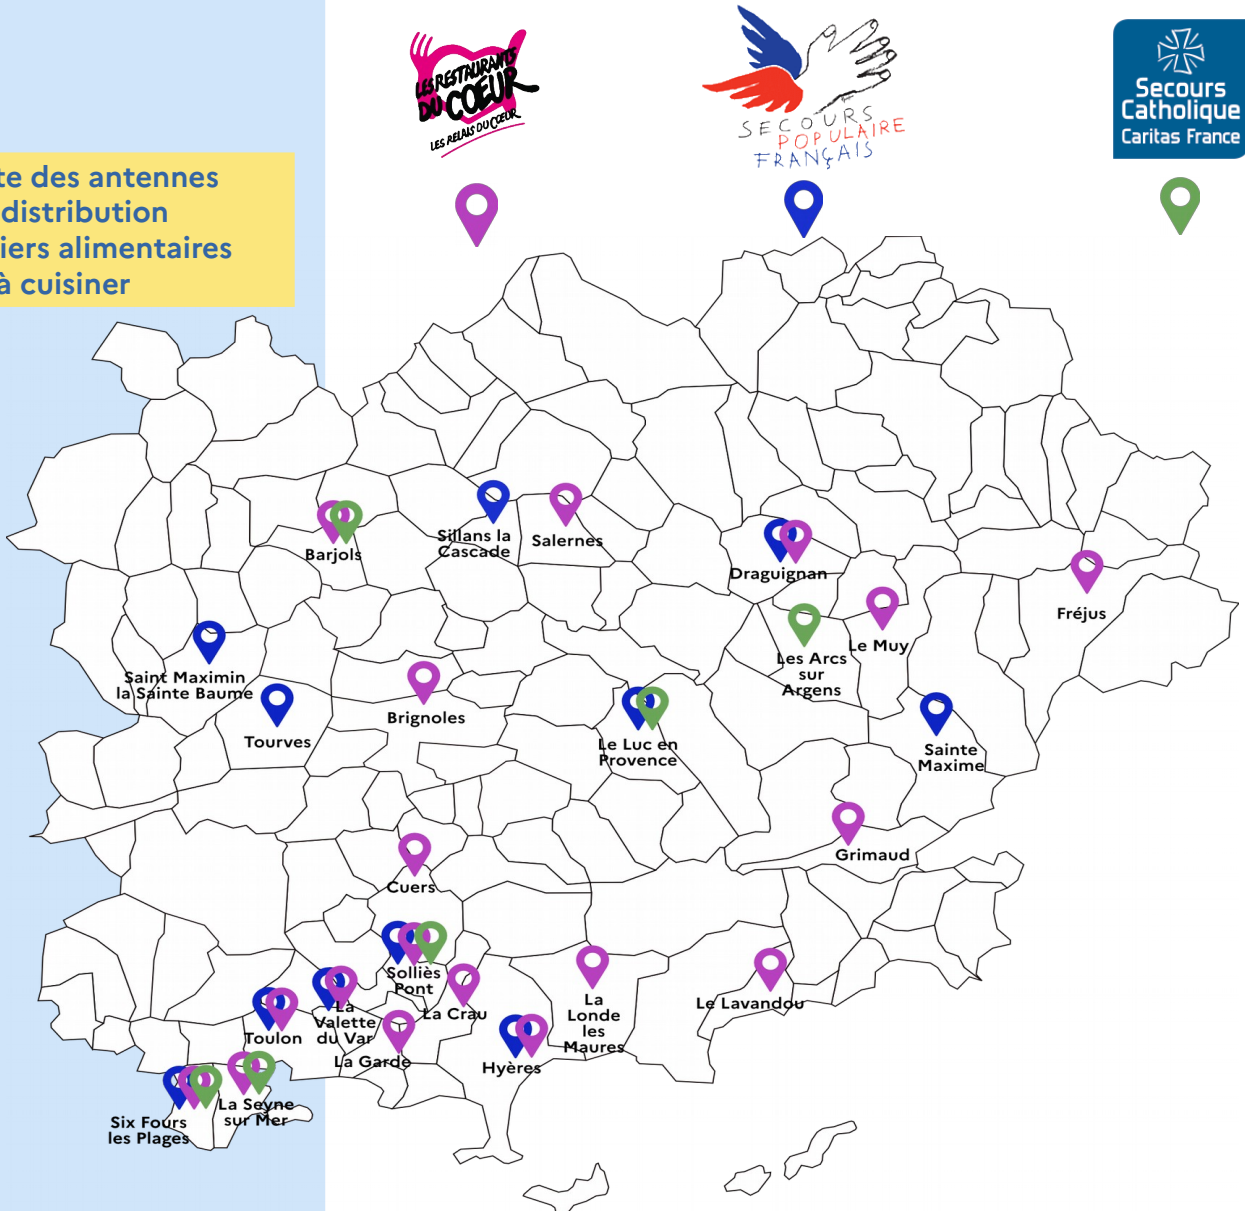 LES RESTAURANTS
DU COEUR
LES RELAIS DU COEUR
SECOURS
POPULAIRE
FRANÇAIS
Secours
Catholique
Caritas France
te des antennes
distribution
iers alimentaires
à cuisiner
Barjols
Sillans la
Cascade
Salernes
Draguignan
Fréjus
Le Muy
Les Arcs
sur
Argens
Saint Maximin
la Sainte Baume
Brignoles
Tourves
Le Luc en
Provence
Sainte
Maxime
Grimaud
Cuers
Solliès
Pont
La Crau
La
Londe
les
Maures
Le Lavandou
La
Valette
du Var
Toulon
La Garde
Hyères
La Seyne
sur Mer
Six Fours
les Plages